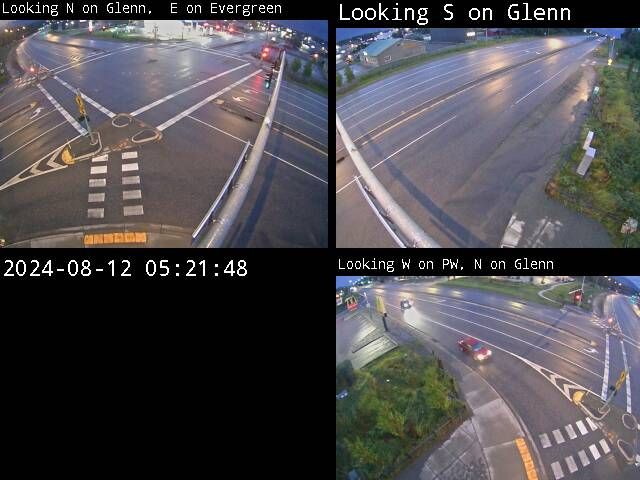 Looking N on Glenn,  E on Evergreen
Looking S on Glenn
2024-08-12 05:21:48
Looking W on PW, N on Glenn